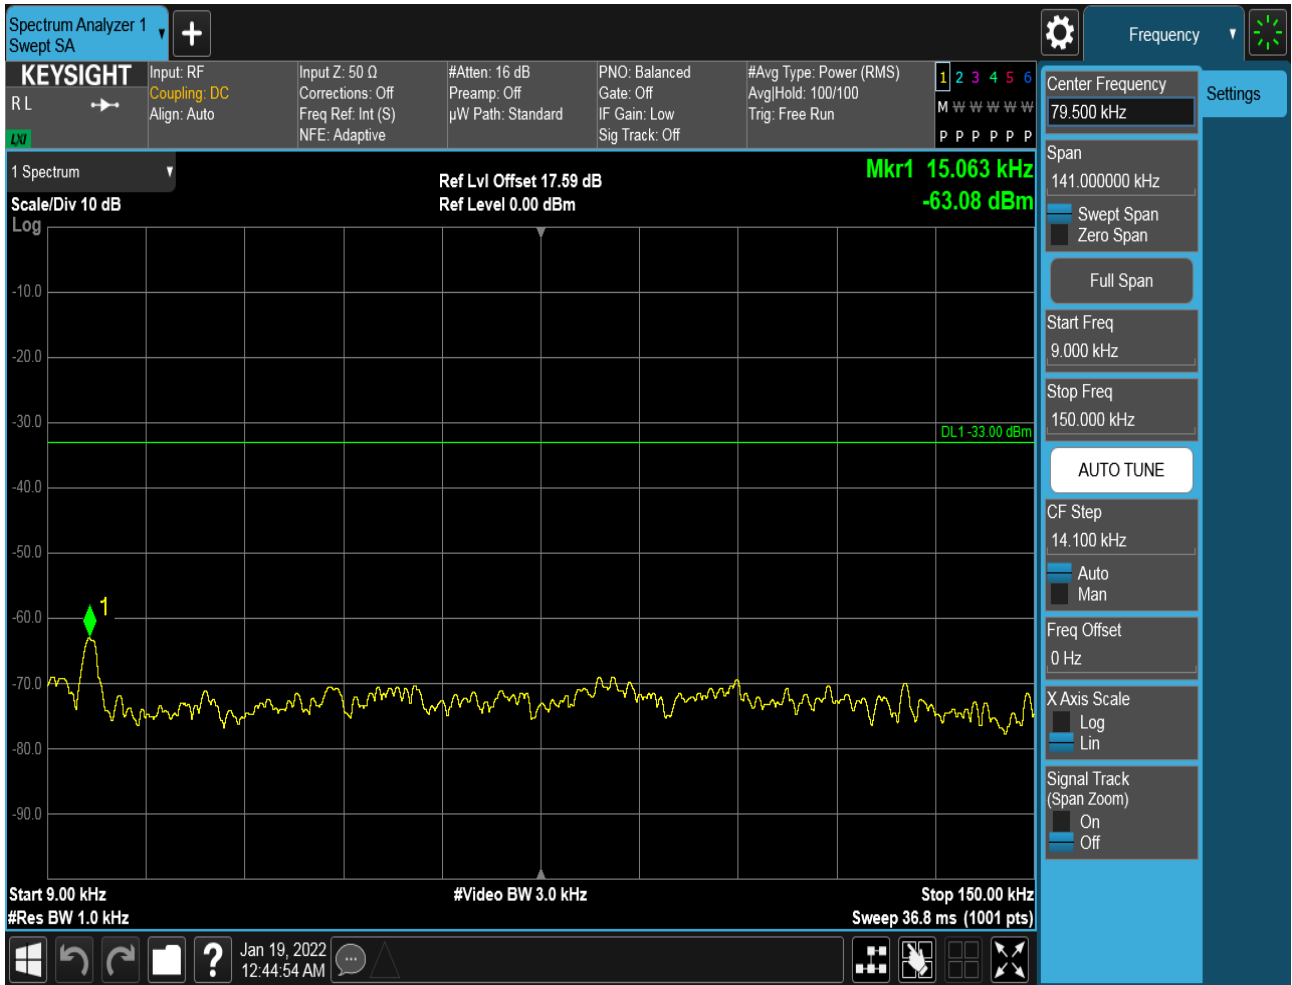 Spectrum Analyzer 1
Swept SA
Frequency
KEYSIGHT
R L
LXI
Input: RF
Coupling: DC
Align: Auto
Input Z: 50 Ω
Corrections: Off
Freq Ref: Int (S)
NFE: Adaptive
#Atten: 16 dB
Preamp: Off
µW Path: Standard
PNO: Balanced
Gate: Off
IF Gain: Low
Sig Track: Off
#Avg Type: Power (RMS)
Avg|Hold: 100/100
Trig: Free Run
1 2 3 4 5 6
M W W W W W
P P P P P P
1 Spectrum
Scale/Div 10 dB
Log
Ref Lvl Offset 17.59 dB
Ref Level 0.00 dBm
Mkr1 15.063 kHz
-63.08 dBm
-10.0
-20.0
-30.0
DL1 -33.00 dBm
-40.0
-50.0
1
-60.0
-70.0
-80.0
-90.0
Start 9.00 kHz
#Video BW 3.0 kHz
Stop 150.00 kHz
#Res BW 1.0 kHz
Sweep 36.8 ms (1001 pts)
?
Jan 19, 2022
12:44:54 AM
Center Frequency
79.500 kHz
Settings
Span
141.000000 kHz
Swept Span
Zero Span
Full Span
Start Freq
9.000 kHz
Stop Freq
150.000 kHz
AUTO TUNE
CF Step
14.100 kHz
Auto
Man
Freq Offset
0 Hz
X Axis Scale
Log
Lin
Signal Track
(Span Zoom)
On
Off